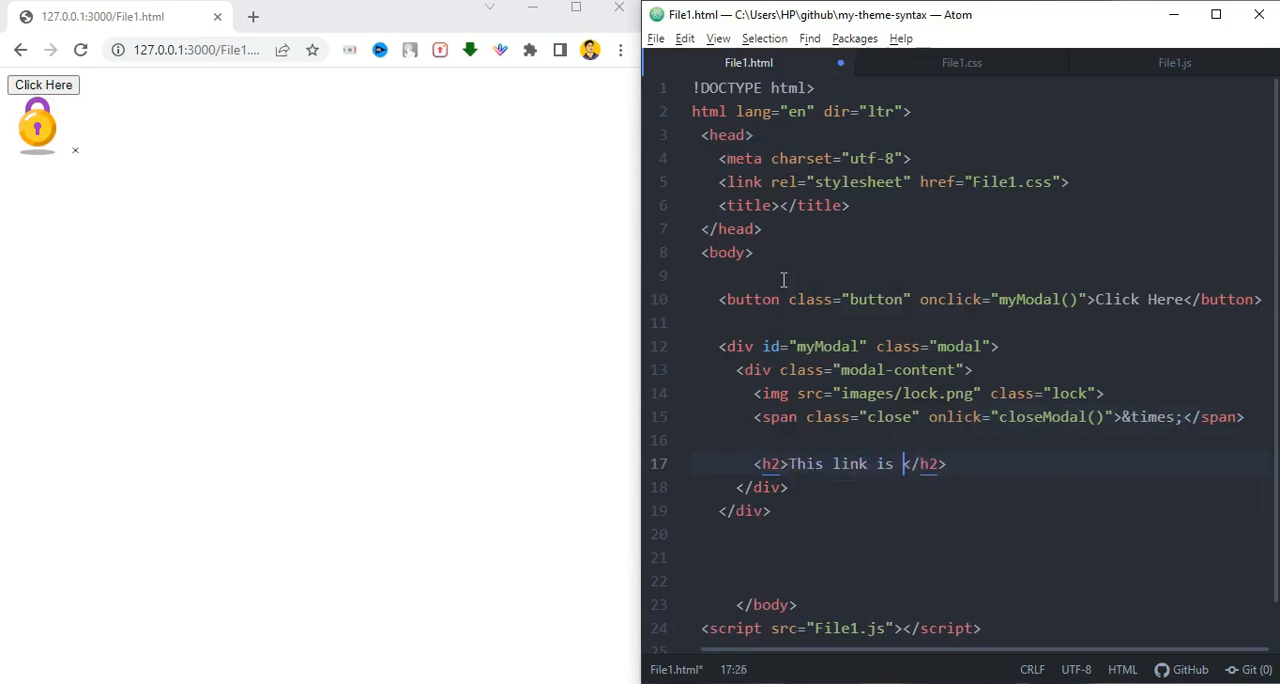 127.0.0.1:3000/File1.html
127.0.0.1:3000/File1....
Click Here
×
File1.html — C:\Users\HP\github\my-theme-syntax — Atom
File Edit View Selection Find Packages Help
File1.html File1.css File1.js
1 !DOCTYPE html>
2 html lang="en" dir="ltr">
3 <head>
4 <meta charset="utf-8">
5 <link rel="stylesheet" href="File1.css">
6 <title></title>
7 </head>
8 <body>
9
10 <button class="button" onclick="myModal()">Click Here</button>
11
12 <div id="myModal" class="modal">
13 <div class="modal-content">
14 <img src="images/lock.png" class="lock">
15 <span class="close" onlick="closeModal()">&times;</span>
16
17 <h2>This link is </h2>
18 </div>
19 </div>
20
21
22
23 </body>
24 <script src="File1.js"></script>
25
File1.html* 17:26 CRLF UTF-8 HTML GitHub Git (0)